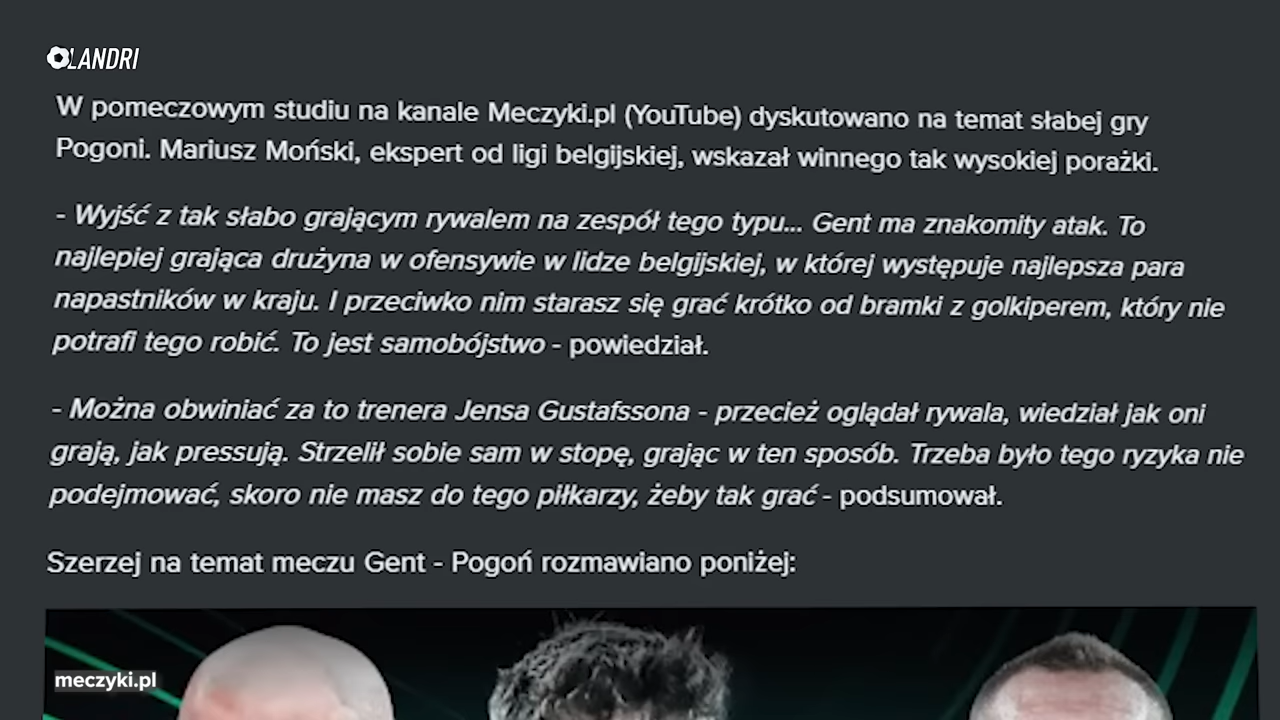 LANDRI
W pomeczowym studiu na kanale Meczyki.pl (YouTube) dyskutowano na temat słabej gry
Pogoni. Mariusz Moński, ekspert od ligi belgijskiej, wskazał winnego tak wysokiej porażki.
- Wyjść z tak słabo grającym rywalem na zespół tego typu... Gent ma znakomity atak. To
najlepiej grająca drużyna w ofensywie w lidze belgijskiej, w której występuje najlepsza para
napastników w kraju. I przeciwko nim starasz się grać krótko od bramki z golkiperem, który nie
potrafi tego robić. To jest samobójstwo - powiedział.
- Można obwiniać za to trenera Jensa Gustafssona - przecież oglądał rywala, wiedział jak oni
grają, jak pressują. Strzelił sobie sam w stopę, grając w ten sposób. Trzeba było tego ryzyka nie
podejmować, skoro nie masz do tego piłkarzy, żeby tak grać - podsumował.
Szerzej na temat meczu Gent - Pogoń rozmawiano poniżej:
meczyki.pl